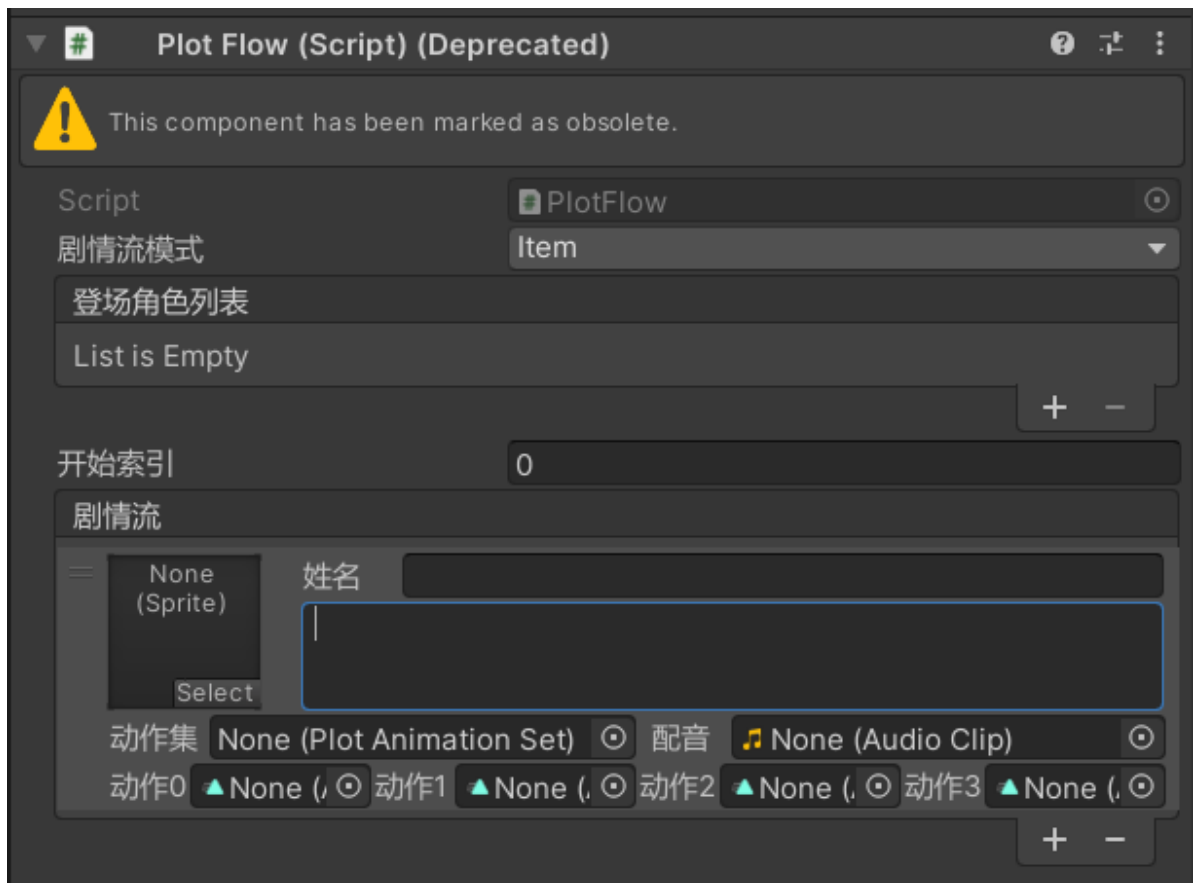 Plot Flow (Script) (Deprecated)
This component has been marked as obsolete.
Script PlotFlow
剧情流模式 Item
登场角色列表
List is Empty
+ −
开始索引 0
剧情流
None
(Sprite)
Select
姓名
动作集 None (Plot Animation Set) 配音 None (Audio Clip)
动作0 None (, 动作1 None (, 动作2 None (, 动作3 None (,
+ −